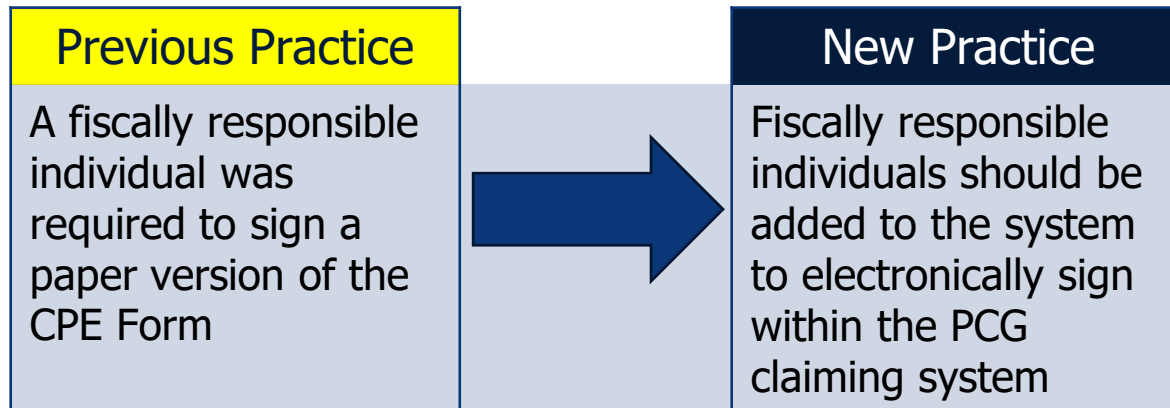 Previous Practice
A fiscally responsible
individual was
required to sign a
paper version of the
CPE Form
New Practice
Fiscally responsible
individuals should be
added to the system
to electronically sign
within the PCG
claiming system